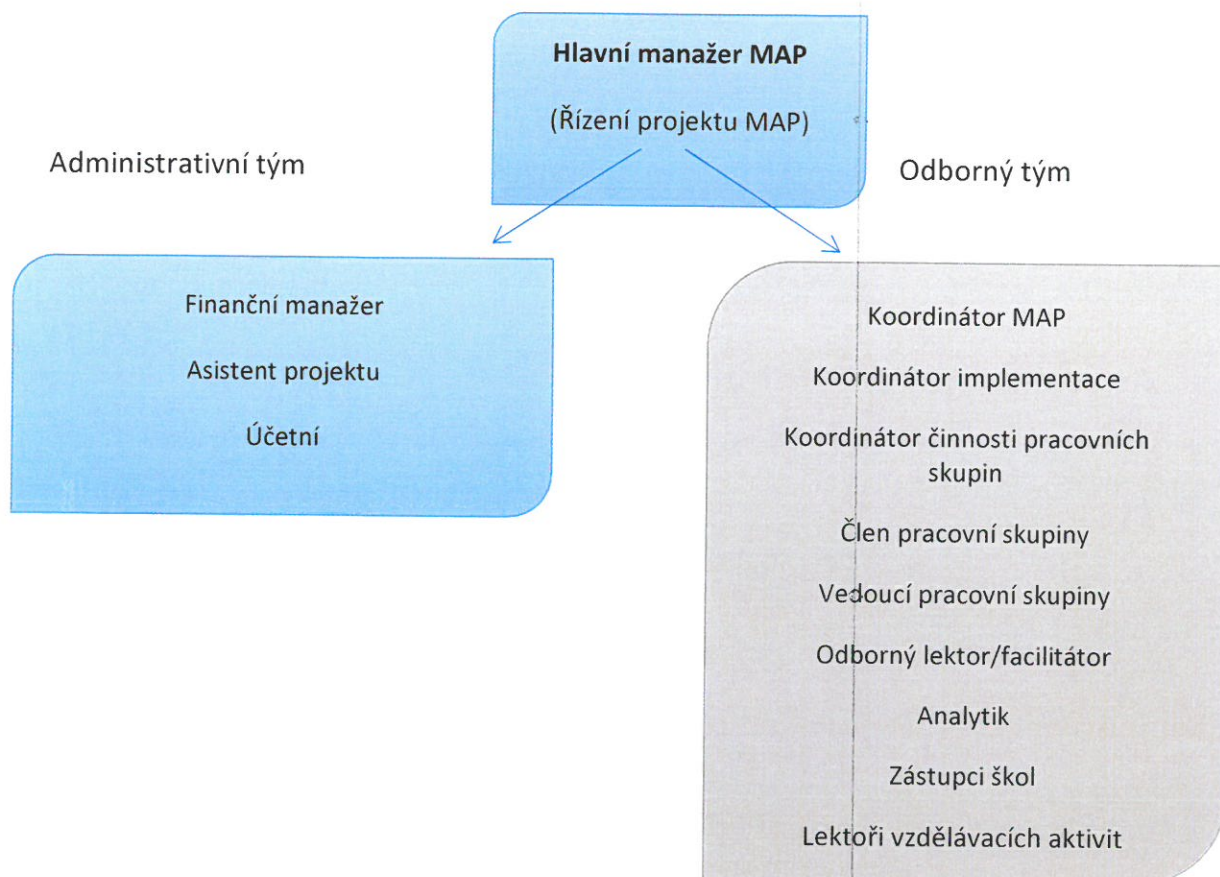 Hlavní manažer MAP
(Řízení projektu MAP)
Administrativní tým
Odborný tým
Finanční manažer
Asistent projektu
Účetní
Koordinátor MAP
Koordinátor implementace
Koordinátor činnosti pracovních
skupin
Člen pracovní skupiny
Vedoucí pracovní skupiny
Odborný lektor/facilitátor
Analytik
Zástupci škol
Lektoři vzdělávacích aktivit